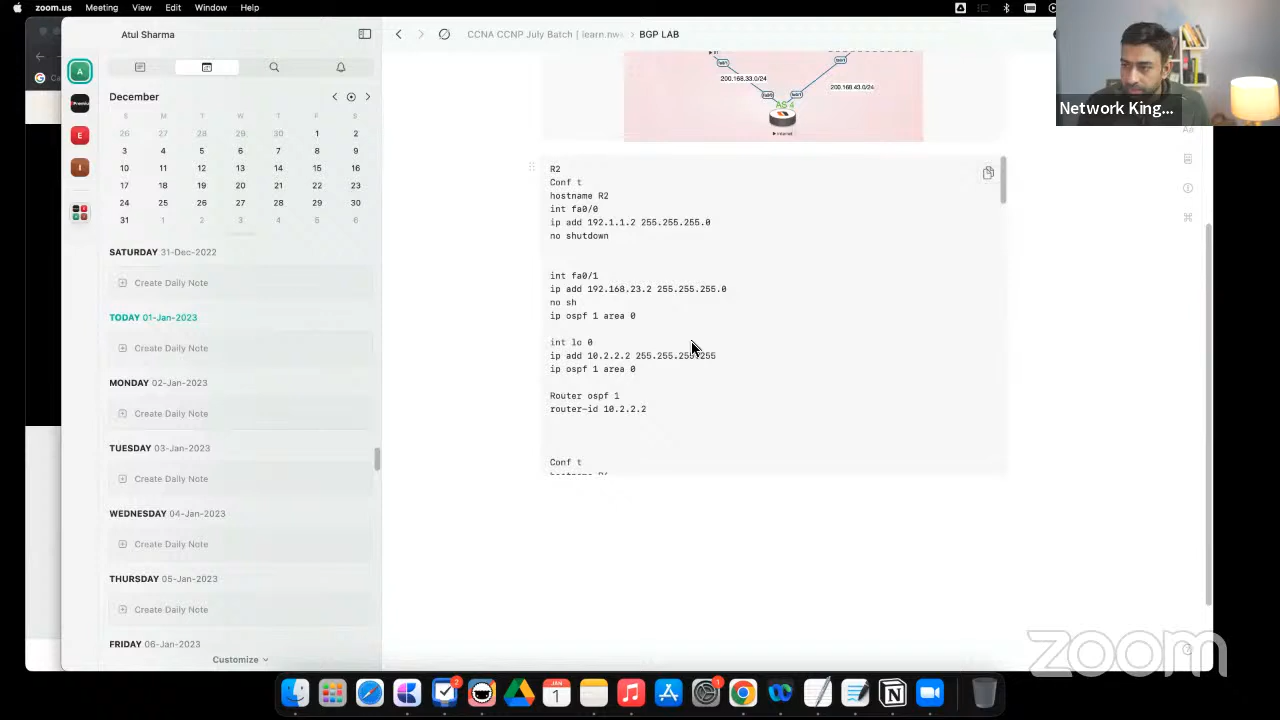 zoom.us Meeting View Edit Window Help
Atul Sharma
CCNA CCNP July Batch | learn.nw... › BGP LAB
Network King...
December
S M T W T F S
26 27 28 29 30 1 2
3 4 5 6 7 8 9
10 11 12 13 14 15 16
17 18 19 20 21 22 23
24 25 26 27 28 29 30
31 1 2 3 4 5 6
SATURDAY 31-Dec-2022
Create Daily Note
TODAY 01-Jan-2023
Create Daily Note
MONDAY 02-Jan-2023
Create Daily Note
TUESDAY 03-Jan-2023
Create Daily Note
WEDNESDAY 04-Jan-2023
Create Daily Note
THURSDAY 05-Jan-2023
Create Daily Note
FRIDAY 06-Jan-2023
Customize
200.168.33.0/24
200.168.43.0/24
AS 4
Internet
R2
Conf t
hostname R2
int fa0/0
ip add 192.1.1.2 255.255.255.0
no shutdown
int fa0/1
ip add 192.168.23.2 255.255.255.0
no sh
ip ospf 1 area 0
int lo 0
ip add 10.2.2.2 255.255.255.255
ip ospf 1 area 0
Router ospf 1
router-id 10.2.2.2
Conf t
zoom